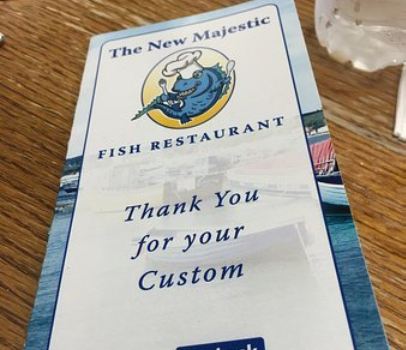 The New Majestic
FISH RESTAURANT
Thank You
for your
Custom